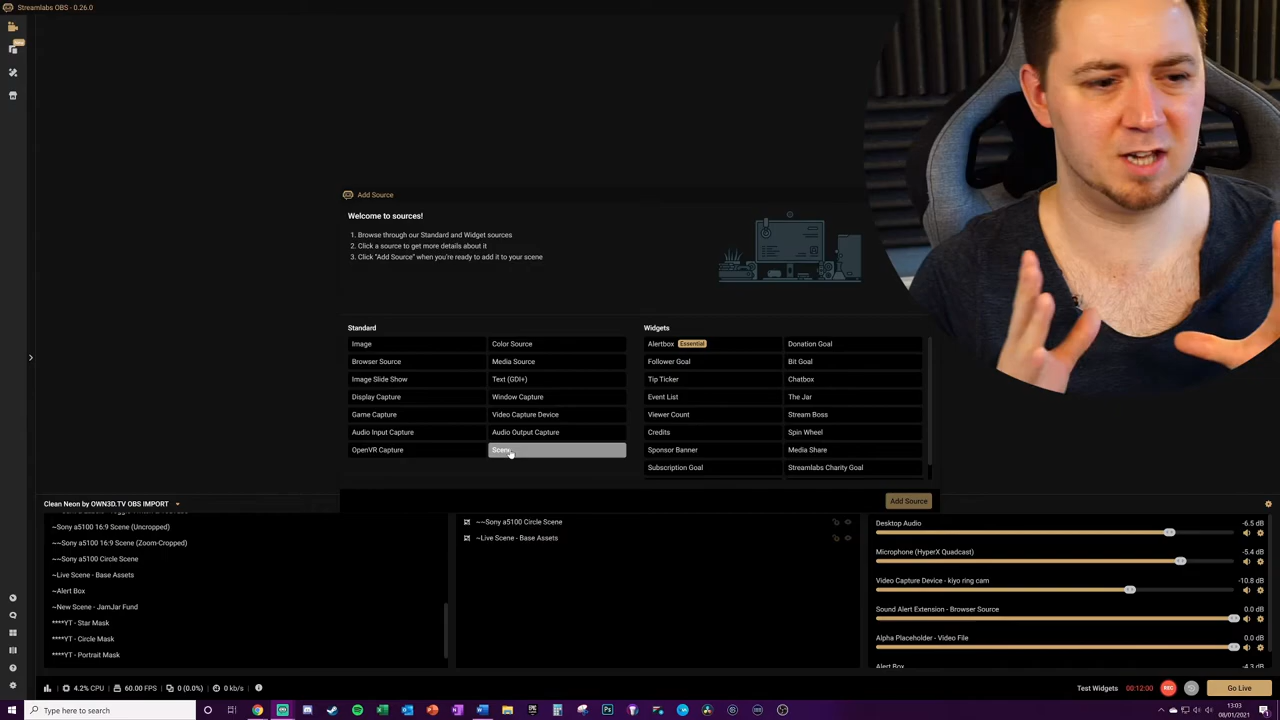 Streamlabs OBS - 0.26.0
New
Add Source
Welcome to sources!
1. Browse through our Standard and Widget sources
2. Click a source to get more details about it
3. Click "Add Source" when you're ready to add it to your scene
Standard
Widgets
Image
Color Source
Alertbox Essential
Donation Goal
Browser Source
Media Source
Follower Goal
Bit Goal
Image Slide Show
Text (GDI+)
Tip Ticker
Chatbox
Display Capture
Window Capture
Event List
The Jar
Game Capture
Video Capture Device
Viewer Count
Stream Boss
Audio Input Capture
Audio Output Capture
Credits
Spin Wheel
OpenVR Capture
Scene
Sponsor Banner
Media Share
Subscription Goal
Streamlabs Charity Goal
Add Source
Clean Neon by OWN3D.TV OBS IMPORT
~Sony a5100 16:9 Scene (Uncropped)
~~Sony a5100 16:9 Scene (Zoom-Cropped)
~~Sony a5100 Circle Scene
~Live Scene - Base Assets
~Alert Box
~New Scene - JamJar Fund
****YT - Star Mask
****YT - Circle Mask
****YT - Portrait Mask
~~Sony a5100 Circle Scene
~Live Scene - Base Assets
Desktop Audio -6.5 dB
Microphone (HyperX Quadcast) -5.4 dB
Video Capture Device - kiyo ring cam -10.8 dB
Sound Alert Extension - Browser Source 0.0 dB
Alpha Placeholder - Video File 0.0 dB
Alert Box -4.3 dB
4.2% CPU 60.00 FPS 0 (0.0%) 0 kb/s
Test Widgets 00:12:00 REC Go Live
Type here to search
13:03
08/01/2021